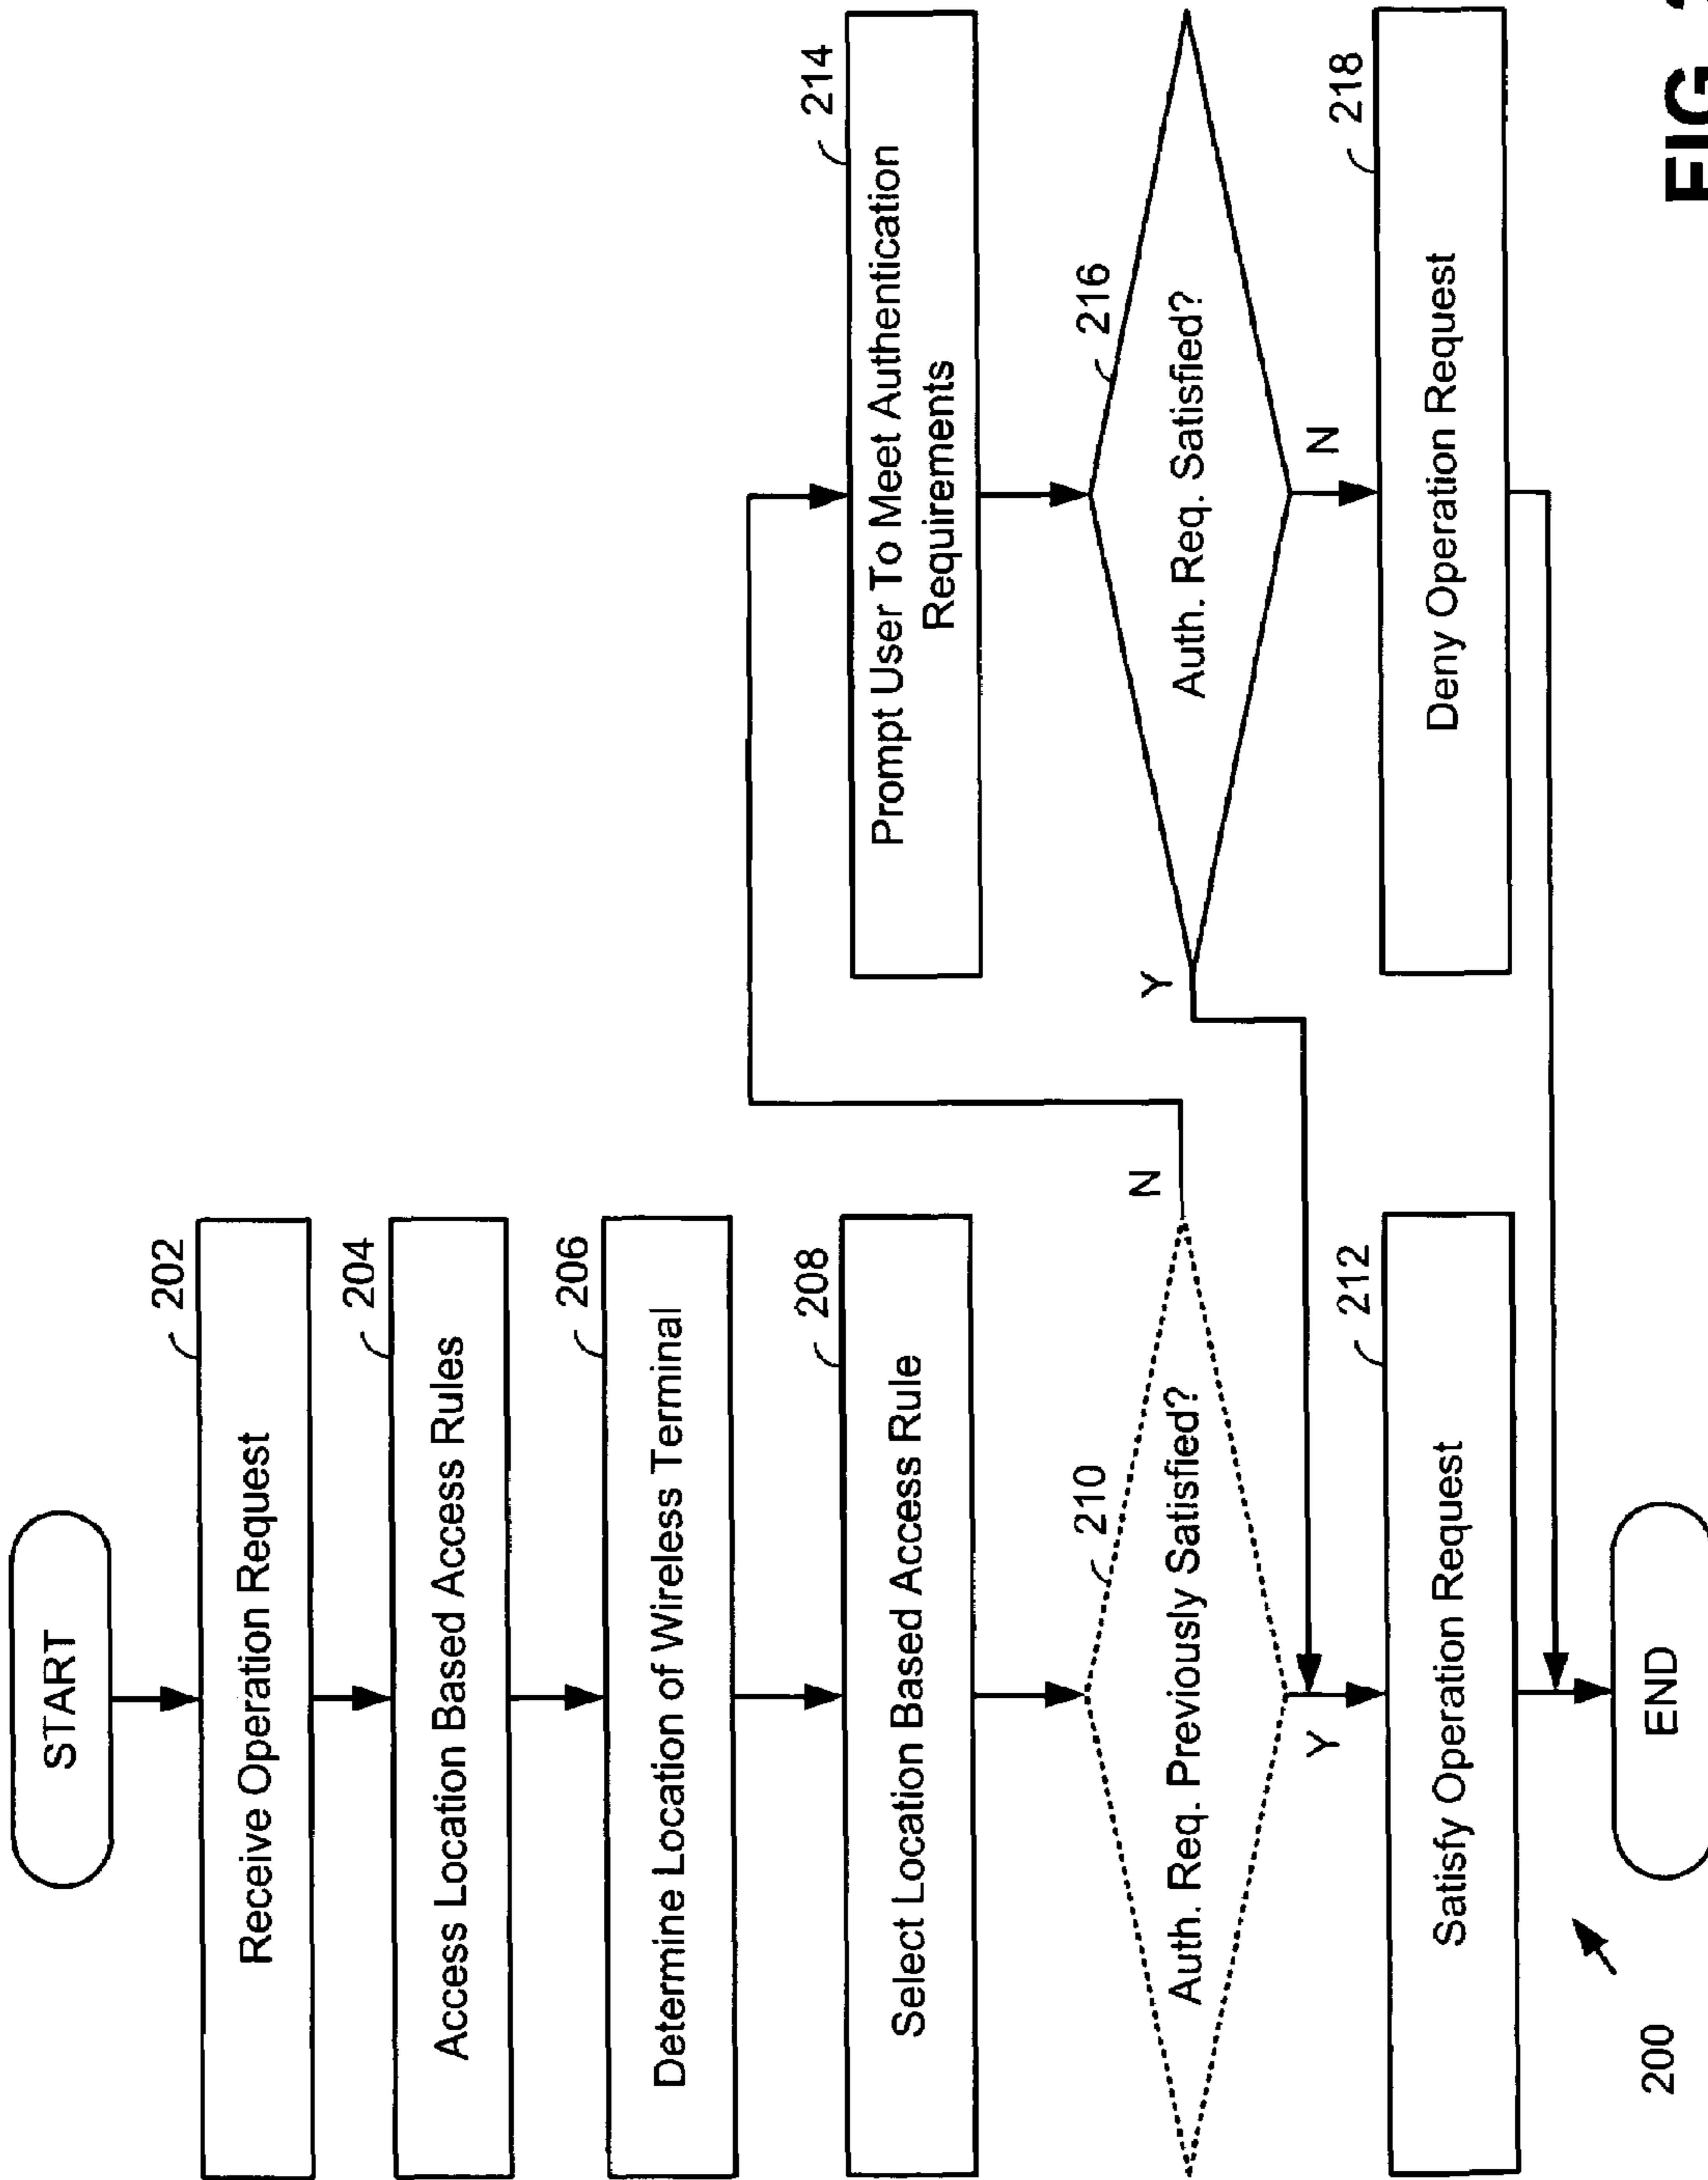 START
202
Receive Operation Request
204
Access Location Based Access Rules
206
Determine Location of Wireless Terminal
208
Select Location Based Access Rule
210
Auth. Req. Previously Satisfied?
N
Y
212
Satisfy Operation Request
END
200
214
Prompt User To Meet Authentication
Requirements
216
Auth. Req. Satisfied?
Y
N
218
Deny Operation Request
FIG.